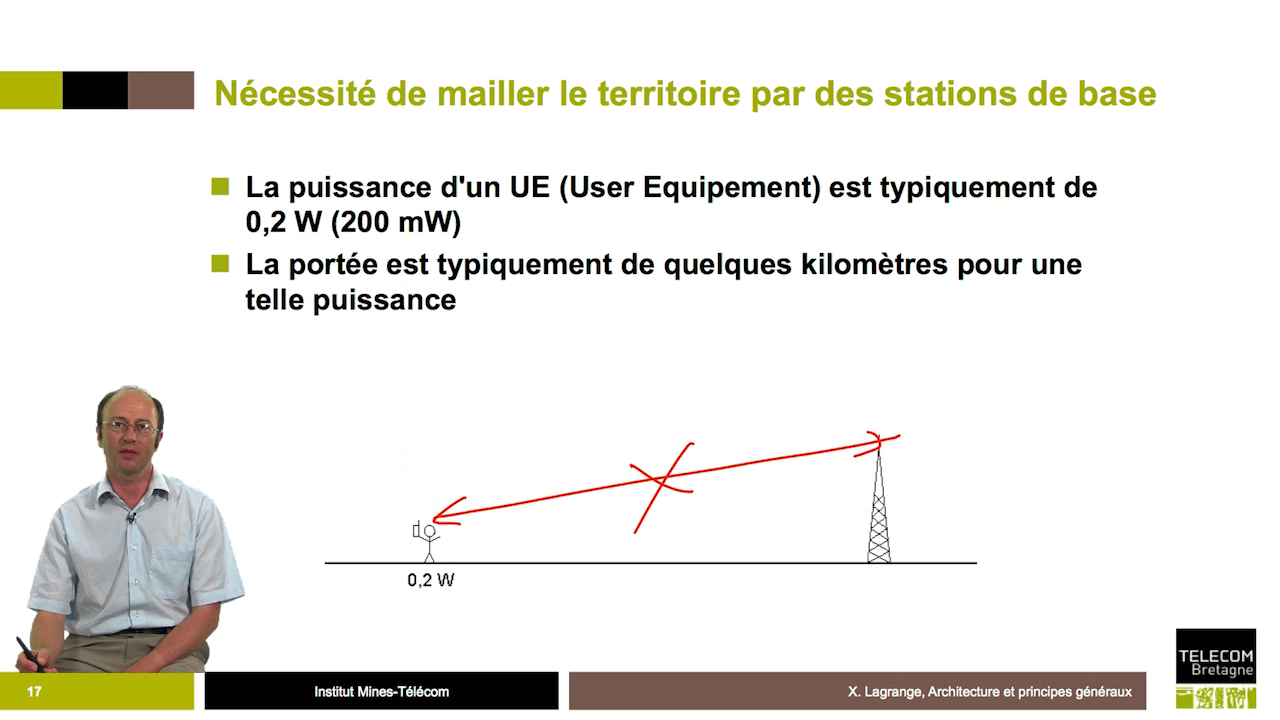 Nécessité de mailler le territoire par des stations de base
La puissance d'un UE (User Equipement) est typiquement de
0,2 W (200 mW)
La portée est typiquement de quelques kilomètres pour une
telle puissance
0,2 W
TELECOM
Bretagne
17
Institut Mines-Télécom
X. Lagrange, Architecture et principes généraux